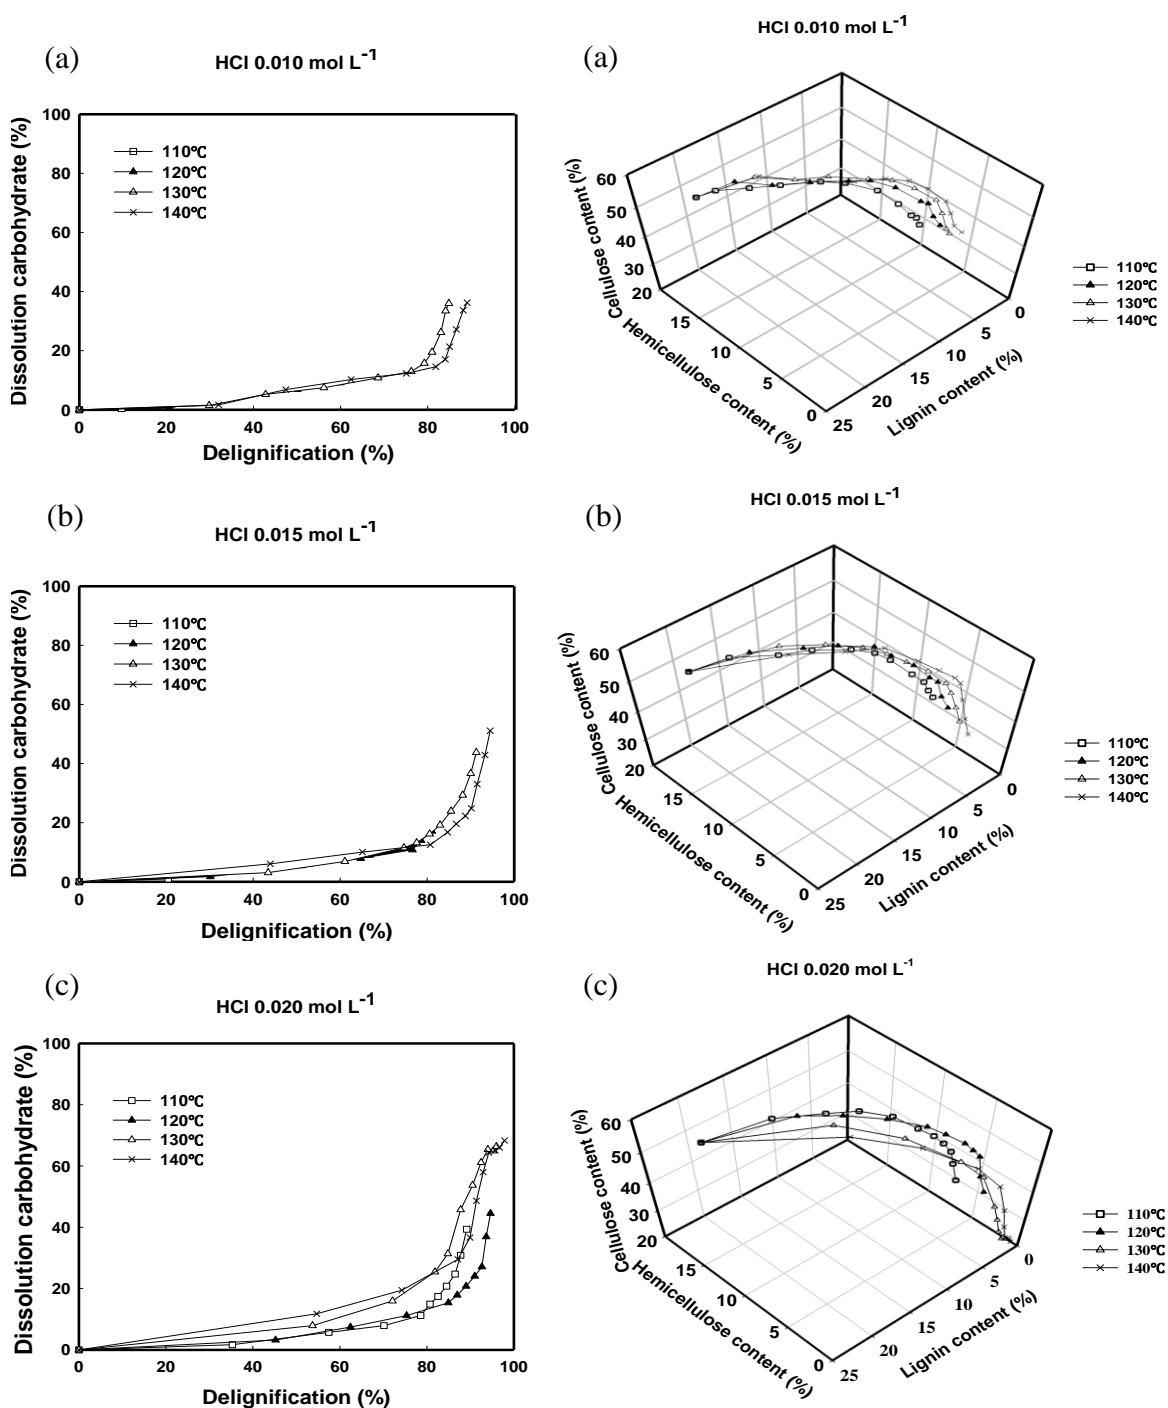 (a)
HCl 0.010 mol L-1
Dissolution carbohydrate (%)
100
80
60
40
20
0
110℃
120℃
130℃
140℃
0 20 40 60 80 100
Delignification (%)
(a)
HCl 0.010 mol L-1
Cellulose content (%)
60
50
40
30
20
15
10
5
0
Hemicellulose content (%)
25
20
15
10
5
0
Lignin content (%)
110℃
120℃
130℃
140℃
(b)
HCl 0.015 mol L-1
Dissolution carbohydrate (%)
100
80
60
40
20
0
110℃
120℃
130℃
140℃
0 20 40 60 80 100
Delignification (%)
(b)
HCl 0.015 mol L-1
Cellulose content (%)
60
50
40
30
20
15
10
5
0
Hemicellulose content (%)
25
20
15
10
5
0
Lignin content (%)
110℃
120℃
130℃
140℃
(c)
HCl 0.020 mol L-1
Dissolution carbohydrate (%)
100
80
60
40
20
0
110℃
120℃
130℃
140℃
0 20 40 60 80 100
Delignification (%)
(c)
HCl 0.020 mol L-1
Cellulose content (%)
60
50
40
30
20
15
10
5
0
Hemicellulose content (%)
25
20
15
10
5
0
Lignin content (%)
110℃
120℃
130℃
140℃